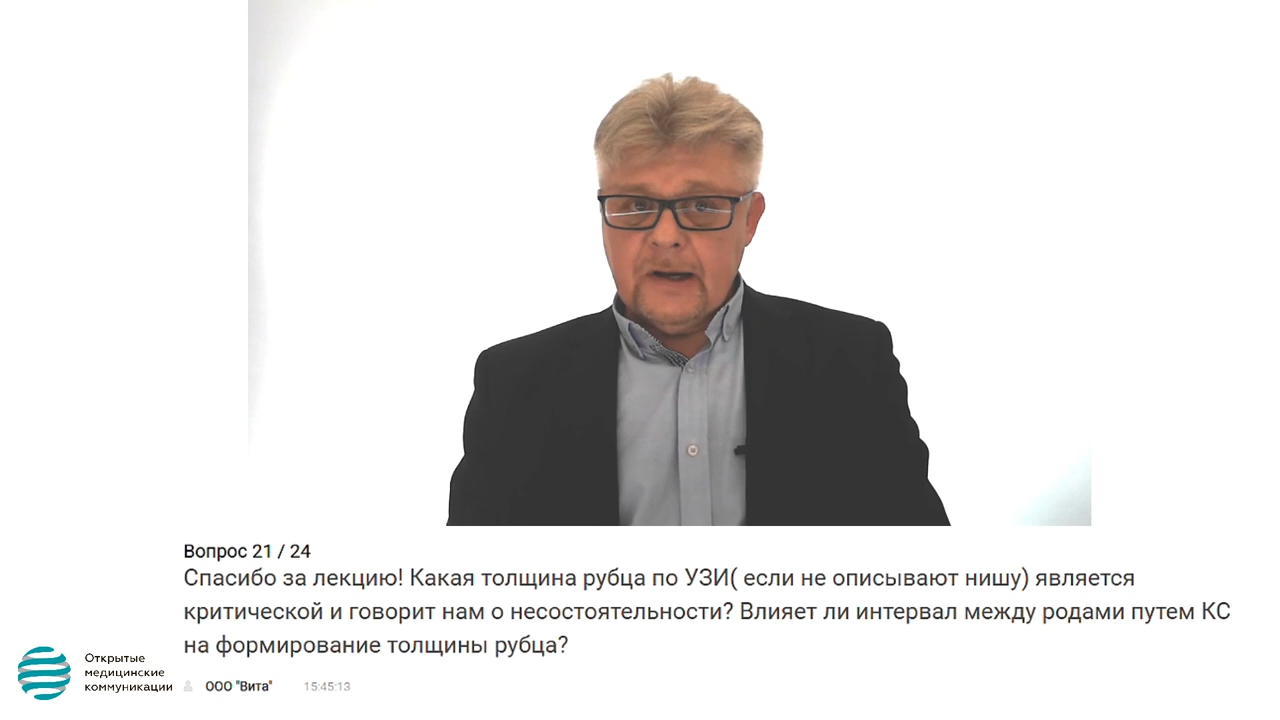 Вопрос 21 / 24
Спасибо за лекцию! Какая толщина рубца по УЗИ( если не описывают нишу) является
критической и говорит нам о несостоятельности? Влияет ли интервал между родами путем КС
на формирование толщины рубца?
Открытые
медицинские
коммуникации
ООО "Вита" 15:45:13